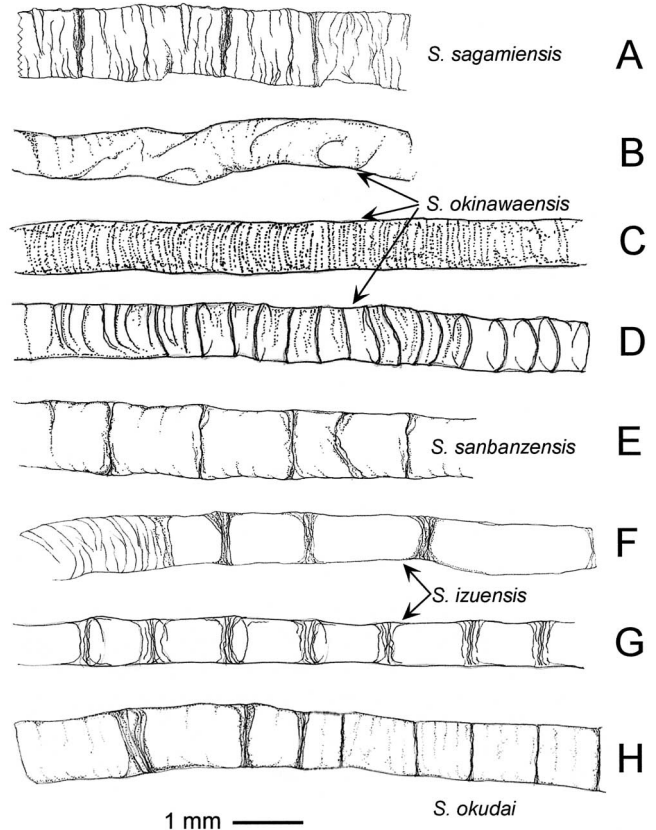 S. sagamiensis
A
B
S. okinawaensis
C
D
S. sanbanzensis
E
F
S. izuensis
G
H
S. okudai
1 mm